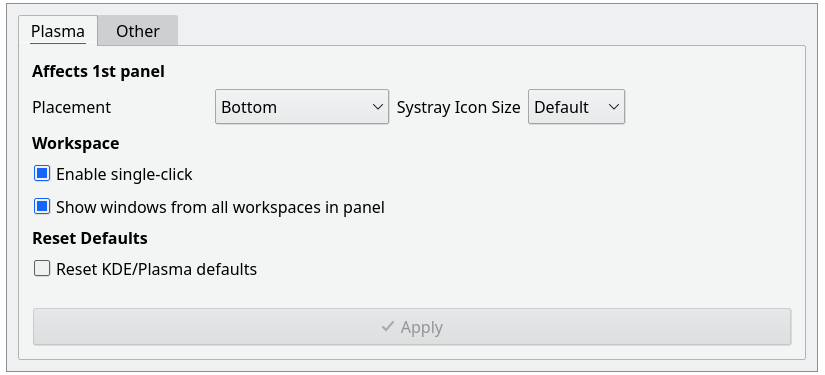 Plasma Other
Affects 1st panel
Placement Bottom Systray Icon Size Default
Workspace
Enable single-click
Show windows from all workspaces in panel
Reset Defaults
Reset KDE/Plasma defaults
Apply